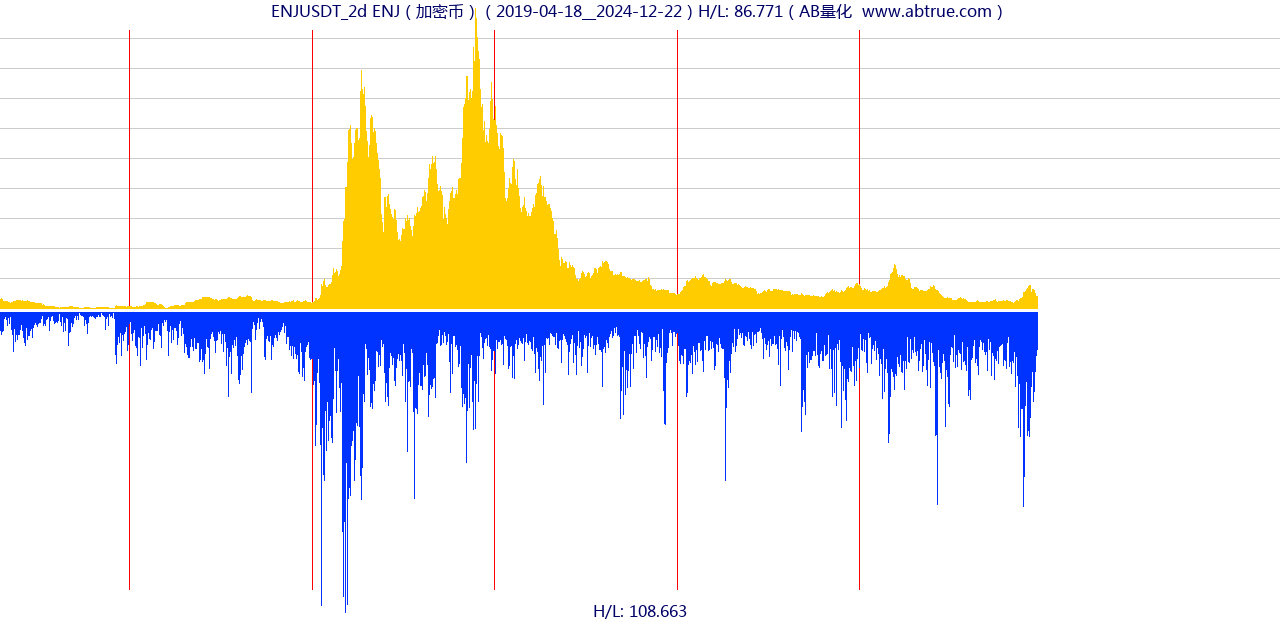 ENJUSDT_2d ENJ（加密币）（2019-04-18__2024-12-22）H/L: 86.771（AB量化  www.abtrue.com）
H/L: 108.663